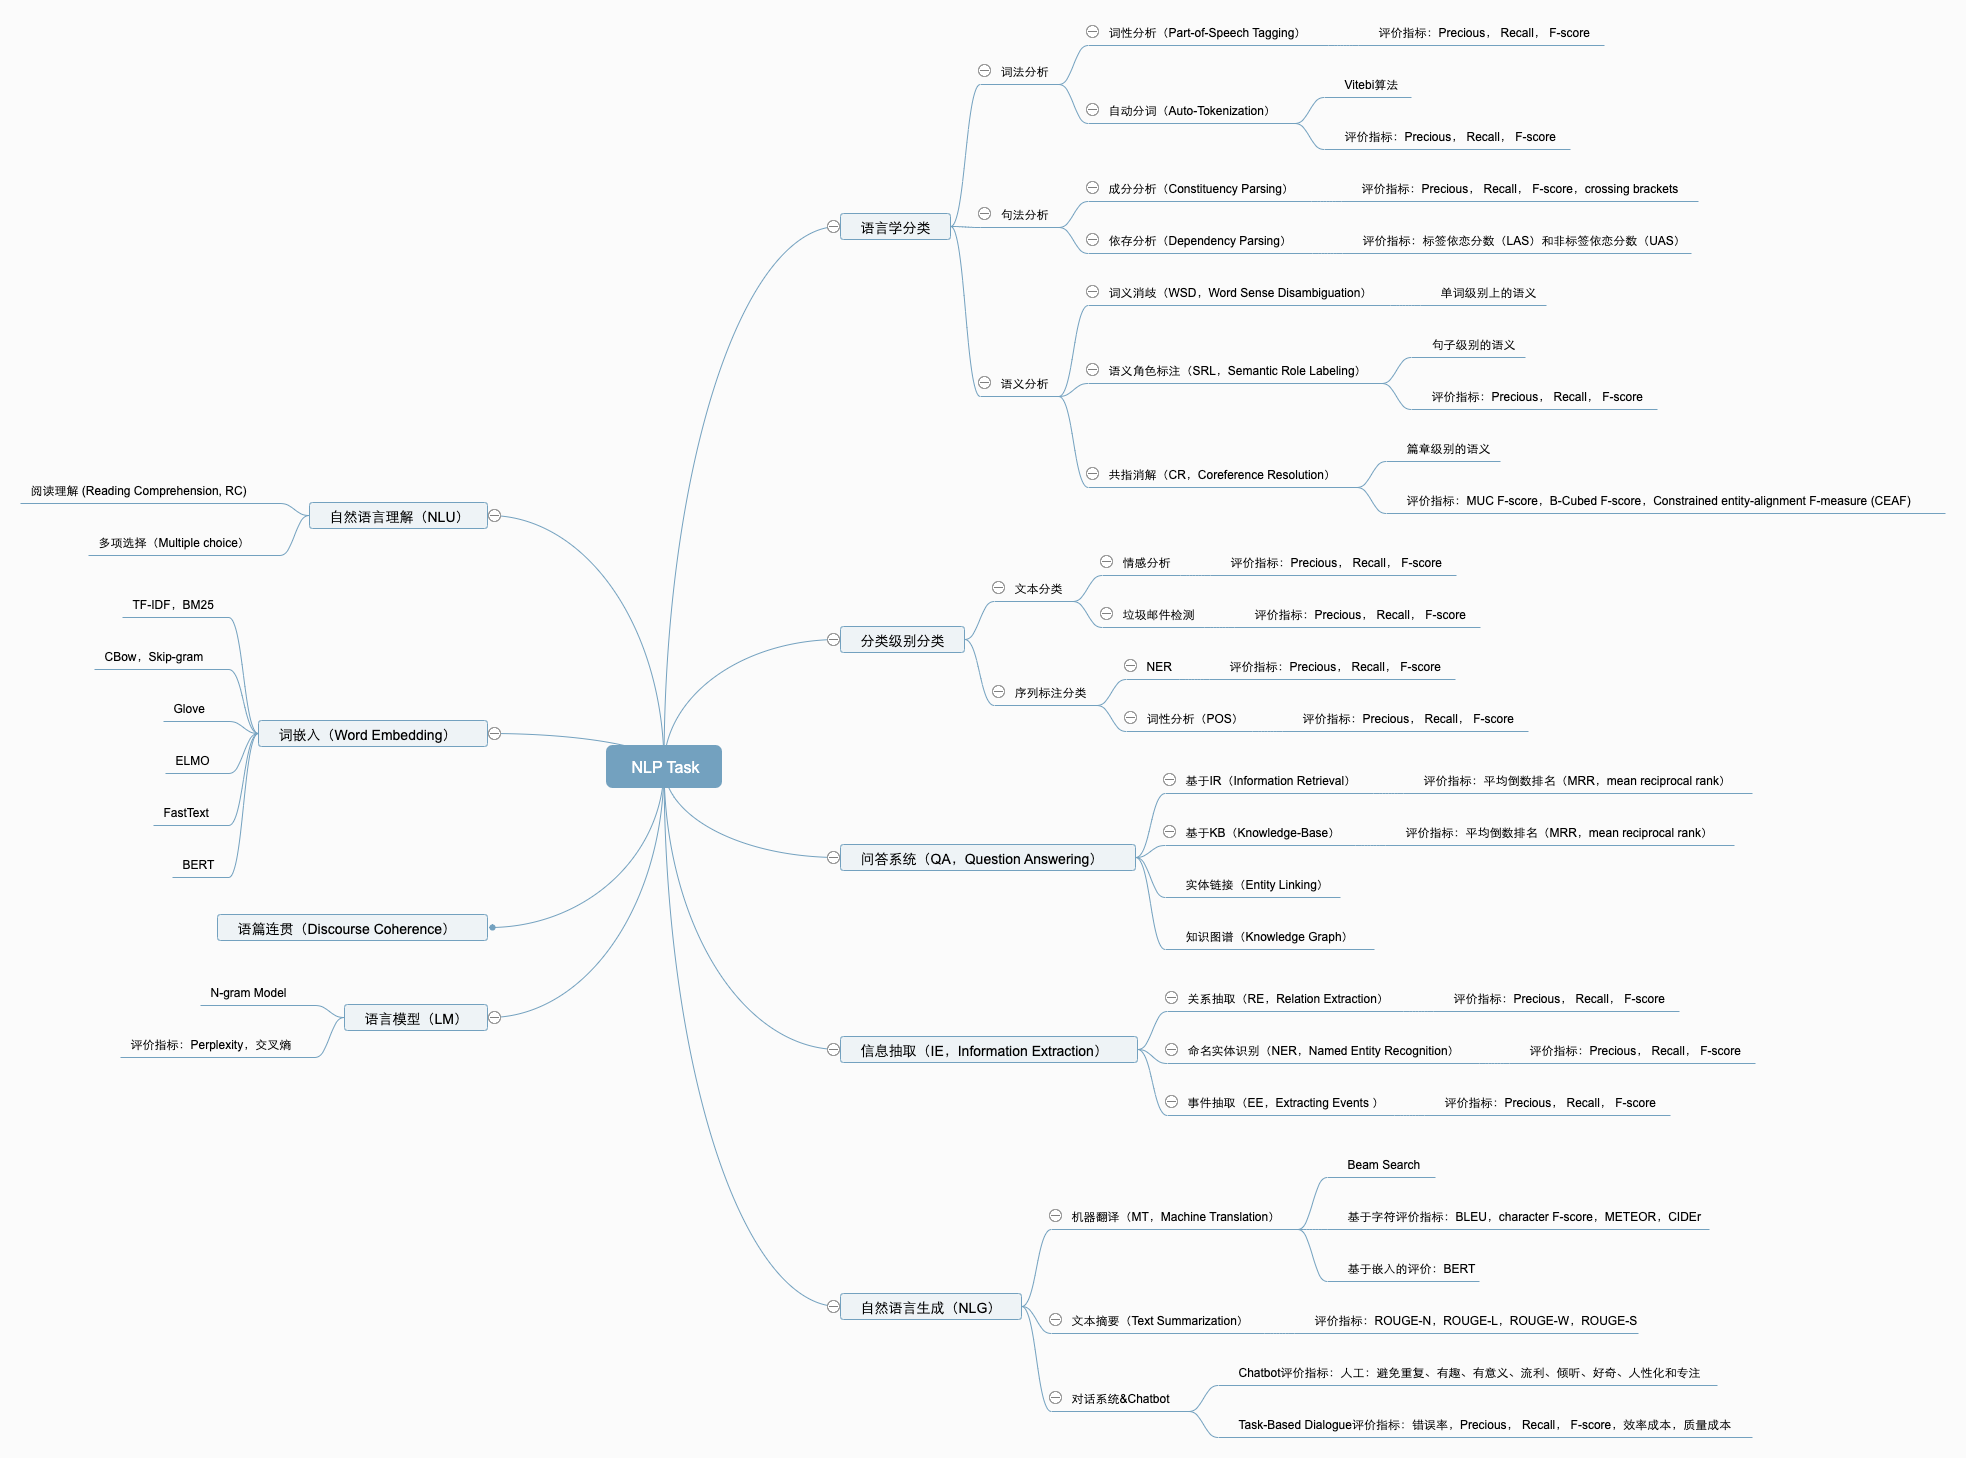 NLP Task
语言学分类
词法分析
词性分析（Part-of-Speech Tagging）
评价指标：Precious， Recall， F-score
自动分词（Auto-Tokenization）
Vitebi算法
评价指标：Precious， Recall， F-score
句法分析
成分分析（Constituency Parsing）
评价指标：Precious， Recall， F-score，crossing brackets
依存分析（Dependency Parsing）
评价指标：标签依恋分数（LAS）和非标签依恋分数（UAS）
语义分析
词义消歧（WSD，Word Sense Disambiguation）
单词级别上的语义
语义角色标注（SRL，Semantic Role Labeling）
句子级别的语义
评价指标：Precious， Recall， F-score
共指消解（CR，Coreference Resolution）
篇章级别的语义
评价指标：MUC F-score，B-Cubed F-score，Constrained entity-alignment F-measure (CEAF)
分类级别分类
文本分类
情感分析
评价指标：Precious， Recall， F-score
垃圾邮件检测
评价指标：Precious， Recall， F-score
序列标注分类
NER
评价指标：Precious， Recall， F-score
词性分析（POS）
评价指标：Precious， Recall， F-score
问答系统（QA，Question Answering）
基于IR（Information Retrieval）
评价指标：平均倒数排名（MRR，mean reciprocal rank）
基于KB（Knowledge-Base）
评价指标：平均倒数排名（MRR，mean reciprocal rank）
实体链接（Entity Linking）
知识图谱（Knowledge Graph）
信息抽取（IE，Information Extraction）
关系抽取（RE，Relation Extraction）
评价指标：Precious， Recall， F-score
命名实体识别（NER，Named Entity Recognition）
评价指标：Precious， Recall， F-score
事件抽取（EE，Extracting Events ）
评价指标：Precious， Recall， F-score
自然语言生成（NLG）
机器翻译（MT，Machine Translation）
Beam Search
基于字符评价指标：BLEU，character F-score，METEOR，CIDEr
基于嵌入的评价：BERT
文本摘要（Text Summarization）
评价指标：ROUGE-N，ROUGE-L，ROUGE-W，ROUGE-S
对话系统&Chatbot
Chatbot评价指标：人工：避免重复、有趣、有意义、流利、倾听、好奇、人性化和专注
Task-Based Dialogue评价指标：错误率，Precious， Recall， F-score，效率成本，质量成本
自然语言理解（NLU）
阅读理解 (Reading Comprehension, RC)
多项选择（Multiple choice）
词嵌入（Word Embedding）
TF-IDF，BM25
CBow，Skip-gram
Glove
ELMO
FastText
BERT
语篇连贯（Discourse Coherence）
语言模型（LM）
N-gram Model
评价指标：Perplexity，交叉熵